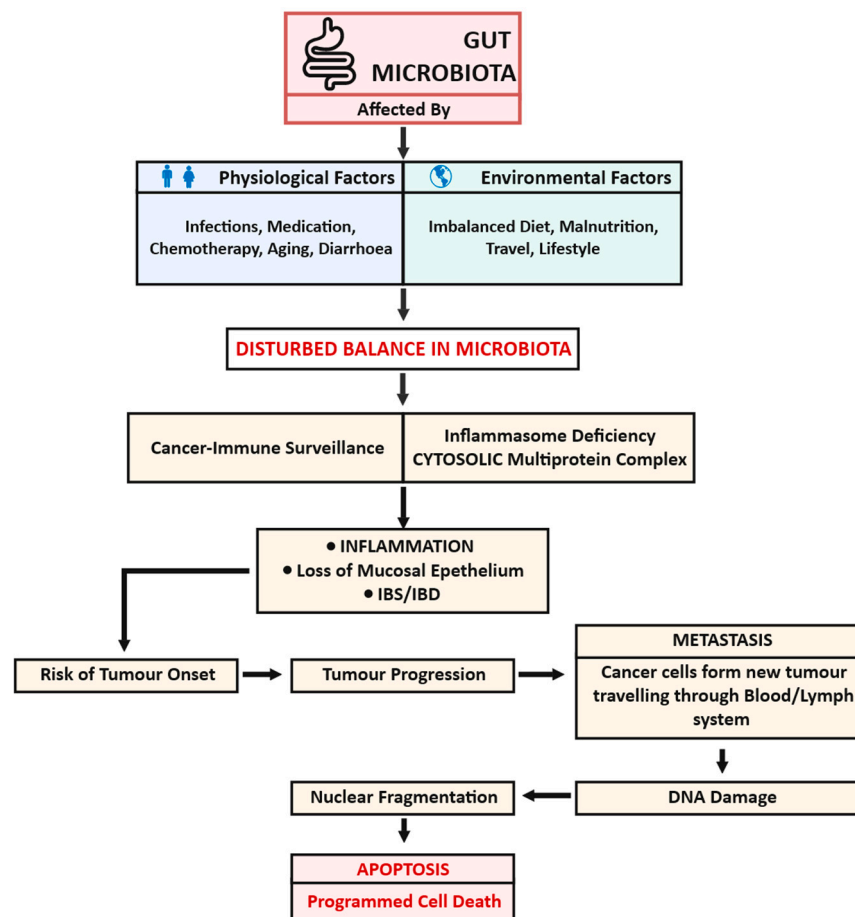 GUT
MICROBIOTA
Affected By
Physiological Factors
Infections, Medication,
Chemotherapy, Aging, Diarrhoea
Environmental Factors
Imbalanced Diet, Malnutrition,
Travel, Lifestyle
DISTURBED BALANCE IN MICROBIOTA
Cancer-Immune Surveillance
Inflammasome Deficiency
CYTOSOLIC Multiprotein Complex
● INFLAMMATION
● Loss of Mucosal Epethelium
● IBS/IBD
Risk of Tumour Onset
Tumour Progression
METASTASIS
Cancer cells form new tumour
travelling through Blood/Lymph
system
DNA Damage
Nuclear Fragmentation
APOPTOSIS
Programmed Cell Death